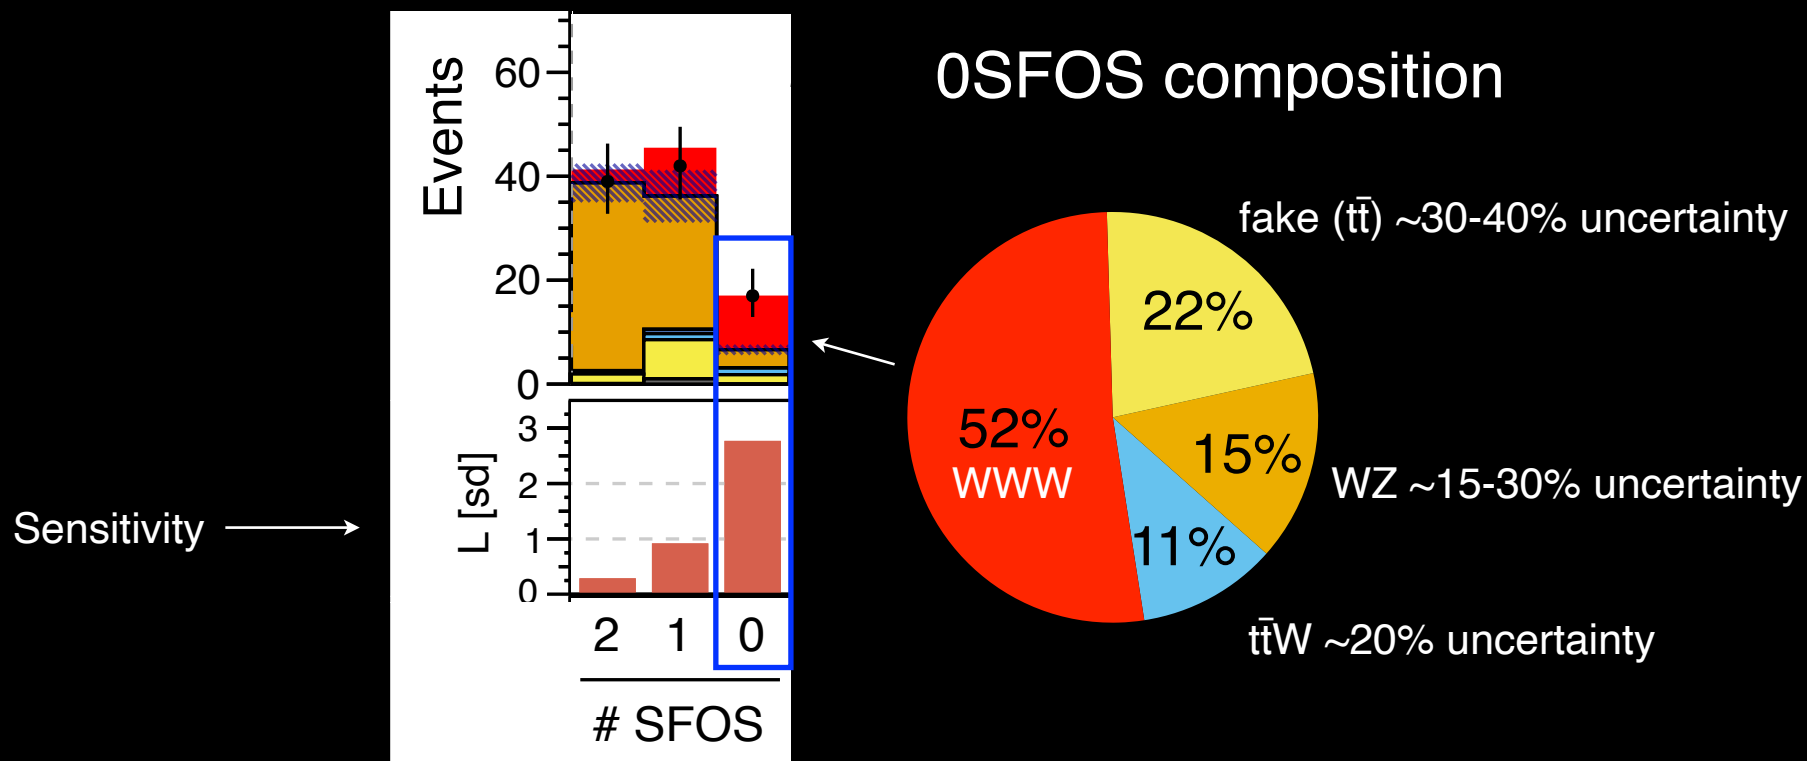 0SFOS composition
Events
60
40
20
0
fake (tt̄) ~30-40% uncertainty
22%
52%
WWW
15%
WZ ~15-30% uncertainty
11%
tt̄W ~20% uncertainty
Sensitivity
L [sd]
3
2
1
0
2 1 0
# SFOS